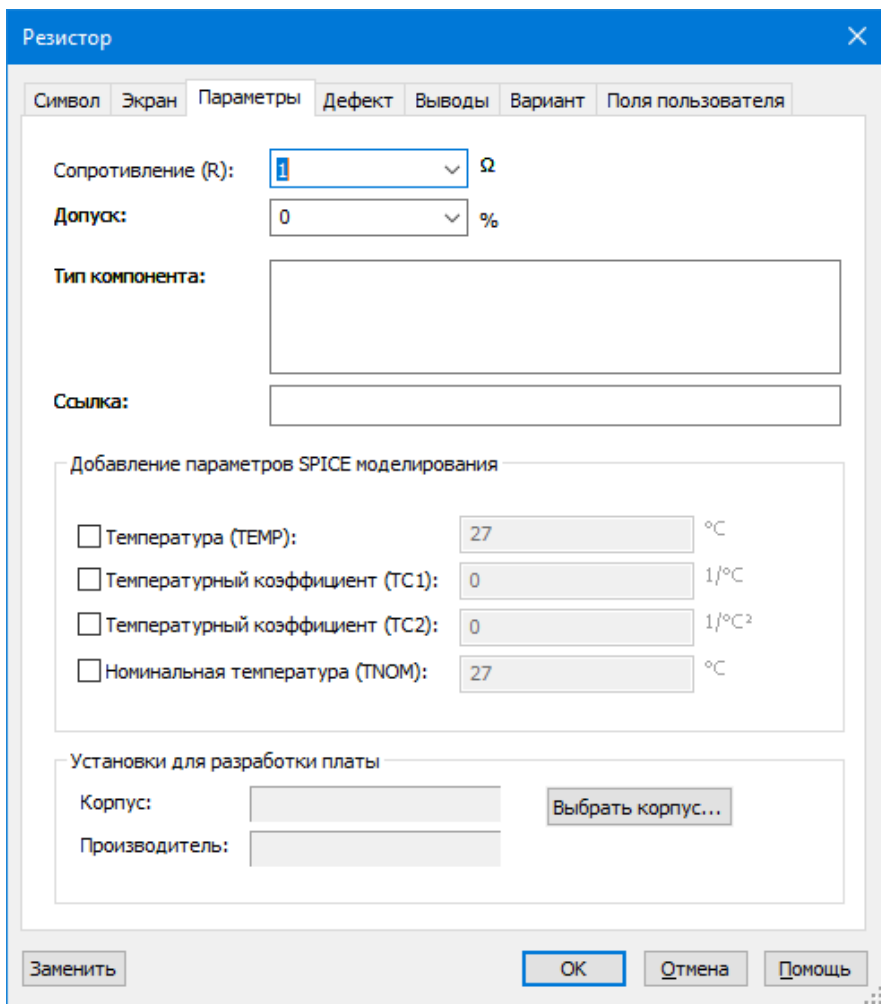 Резистор
Символ Экран Параметры Дефект Выводы Вариант Поля пользователя
Сопротивление (R): 1 Ω
Допуск: 0 %
Тип компонента:
Ссылка:
Добавление параметров SPICE моделирования
Температура (TEMP): 27 °C
Температурный коэффициент (TC1): 0 1/°C
Температурный коэффициент (TC2): 0 1/°C²
Номинальная температура (TNOM): 27 °C
Установки для разработки платы
Корпус: Выбрать корпус...
Производитель:
Заменить OK Отмена Помощь